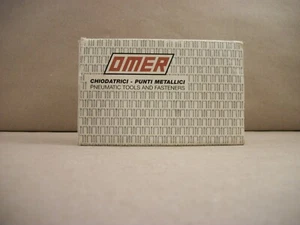 OMER
CHIODATRICI - PUNTI METALLICI
PNEUMATIC TOOLS AND FASTENERS